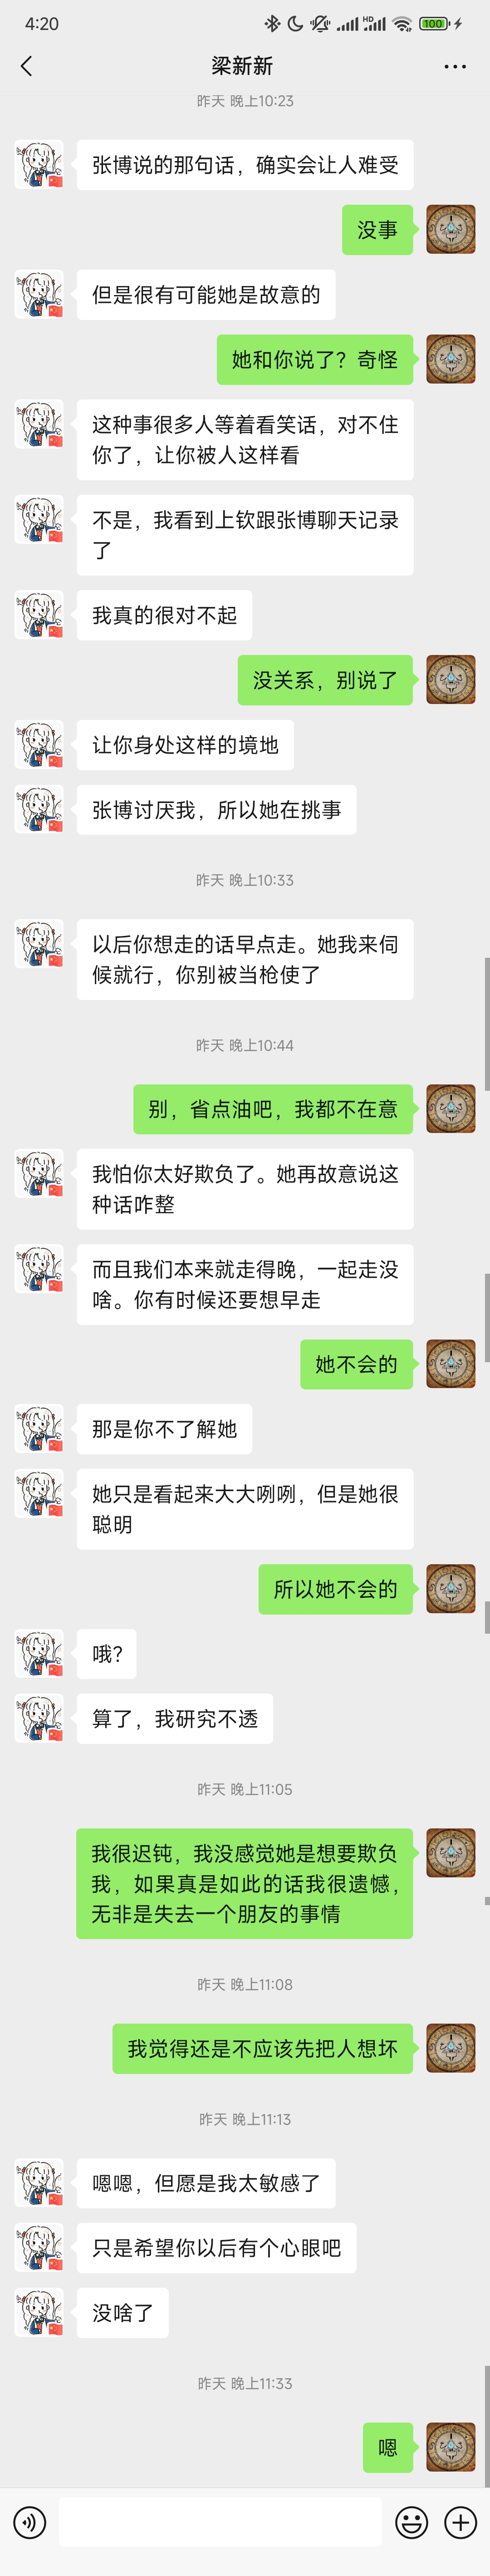 4:20
HD
100
梁新新
昨天 晚上10:23
张博说的那句话，确实会让人难受
没事
但是很有可能她是故意的
她和你说了？奇怪
这种事很多人等着看笑话，对不住
你了，让你被人这样看
不是，我看到上钦跟张博聊天记录
了
我真的很对不起
没关系，别说了
让你身处这样的境地
张博讨厌我，所以她在挑事
昨天 晚上10:33
以后你想走的话早点走。她我来伺
候就行，你别被当枪使了
昨天 晚上10:44
别，省点油吧，我都不在意
我怕你太好欺负了。她再故意说这
种话咋整
而且我们本来就走得晚，一起走没
啥。你有时候还要想早走
她不会的
那是你不了解她
她只是看起来大大咧咧，但是她很
聪明
所以她不会的
哦？
算了，我研究不透
昨天 晚上11:05
我很迟钝，我没感觉她是想要欺负
我，如果真是如此的话我很遗憾，
无非是失去一个朋友的事情
昨天 晚上11:08
我觉得还是不应该先把人想坏
昨天 晚上11:13
嗯嗯，但愿是我太敏感了
只是希望你以后有个心眼吧
没啥了
昨天 晚上11:33
嗯